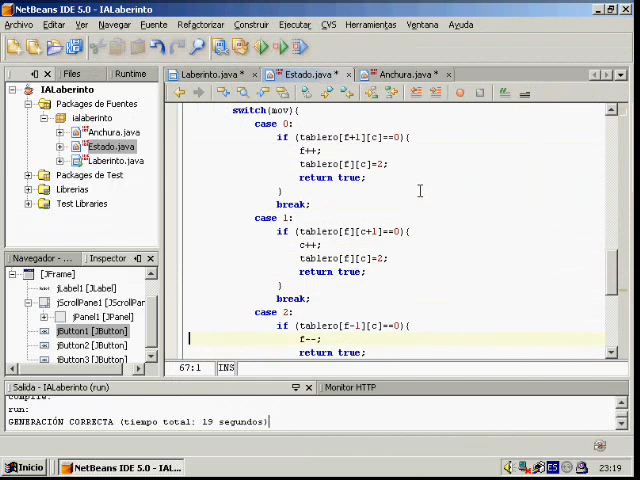 NetBeans IDE 5.0 - IALaberinto
Archivo Editar Ver Navegar Fuente Refactorizar Construir Ejecutar CVS Herramientas Ventana Ayuda
Files Runtime
Laberinto.java * Estado.java * Anchura.java *
IALaberinto
Paquetes de Fuentes
ialaberinto
Anchura.java
Estado.java
Laberinto.java
Paquetes de Test
Librerias
Test Libraries
Navegador - Inspector
[JFrame]
jLabel1 [JLabel]
jScrollPane1 [JScrollPane
jPanel1 [JPanel]
jButton1 [JButton]
jButton2 [JButton]
jButton3 [JButton]
switch(mov){
case 0:
if (tablero[f+1][c]==0){
f++;
tablero[f][c]=2;
return true;
}
break;
case 1:
if (tablero[f][c+1]==0){
c++;
tablero[f][c]=2;
return true;
}
break;
case 2:
if (tablero[f-1][c]==0){
f--;
return true;
67:1 INS
Salida - IALaberinto (run) Monitor HTTP
compile:
run:
GENERACIÓN CORRECTA (tiempo total: 19 segundos)
Inicio NetBeans IDE 5.0 - IAL... ES 23:19